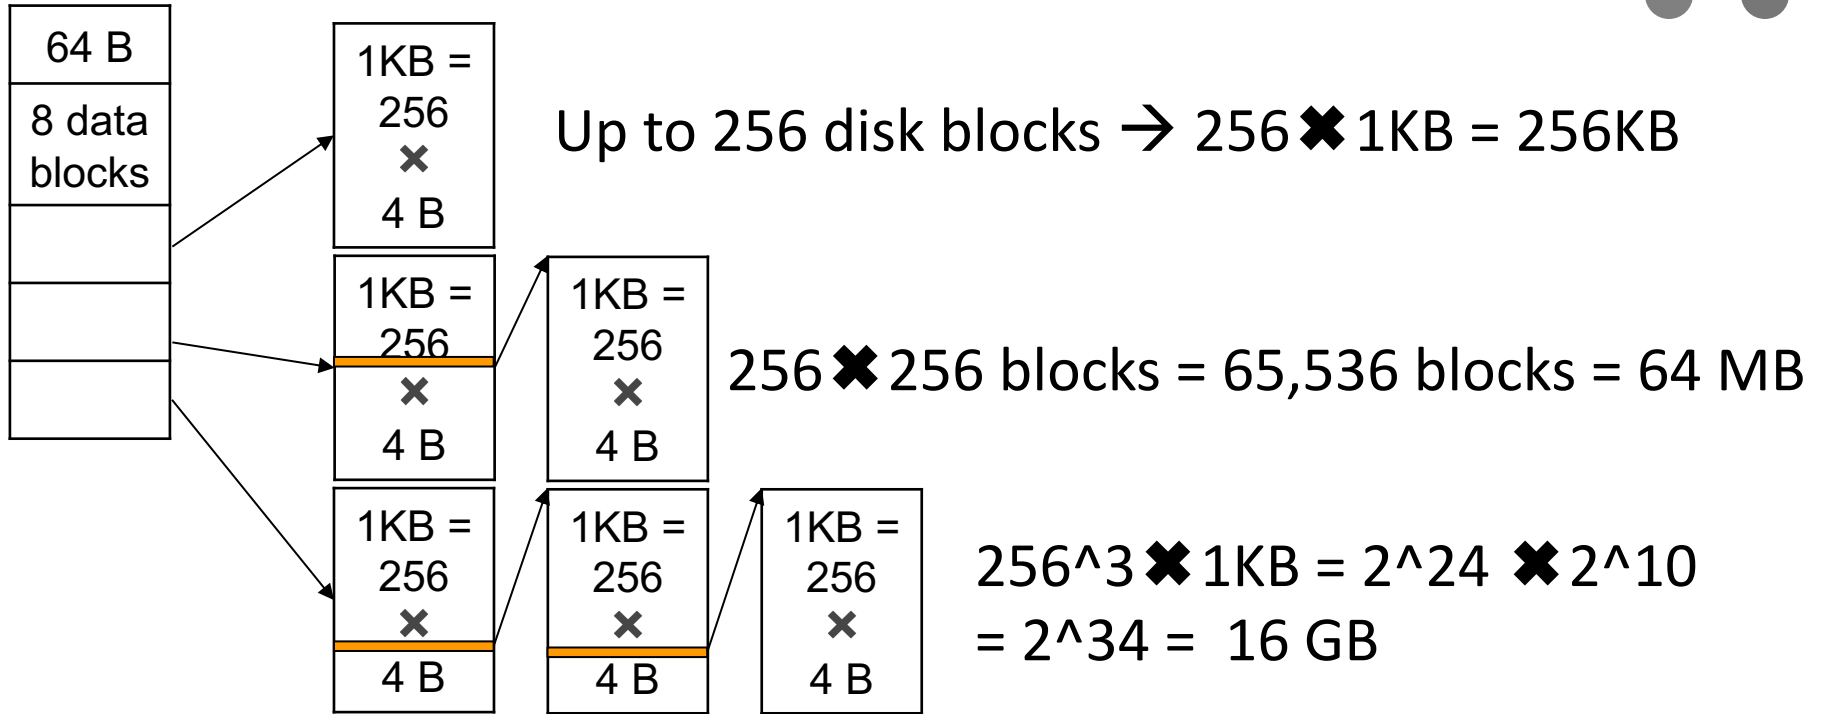 64 B
8 data
blocks
1KB =
256
✖
4 B
Up to 256 disk blocks → 256✖1KB = 256KB
1KB =
256
✖
4 B
1KB =
256
✖
4 B
256✖256 blocks = 65,536 blocks = 64 MB
1KB =
256
✖
4 B
1KB =
256
✖
4 B
1KB =
256
✖
4 B
256^3✖1KB = 2^24 ✖2^10
= 2^34 = 16 GB